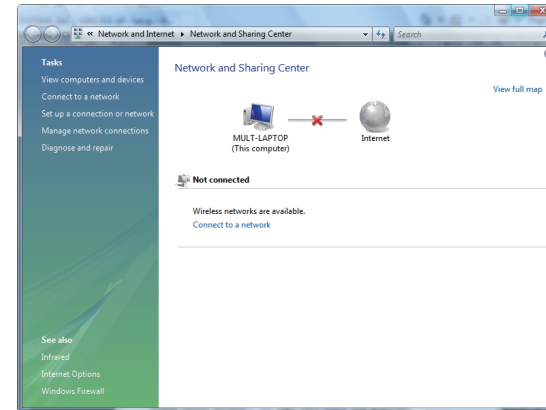 « Network and Internet ▸ Network and Sharing Center
Search
Tasks
View computers and devices
Connect to a network
Set up a connection or network
Manage network connections
Diagnose and repair
See also
Infrared
Internet Options
Windows Firewall
Network and Sharing Center
View full map
MULT-LAPTOP
(This computer)
Internet
Not connected
Wireless networks are available.
Connect to a network